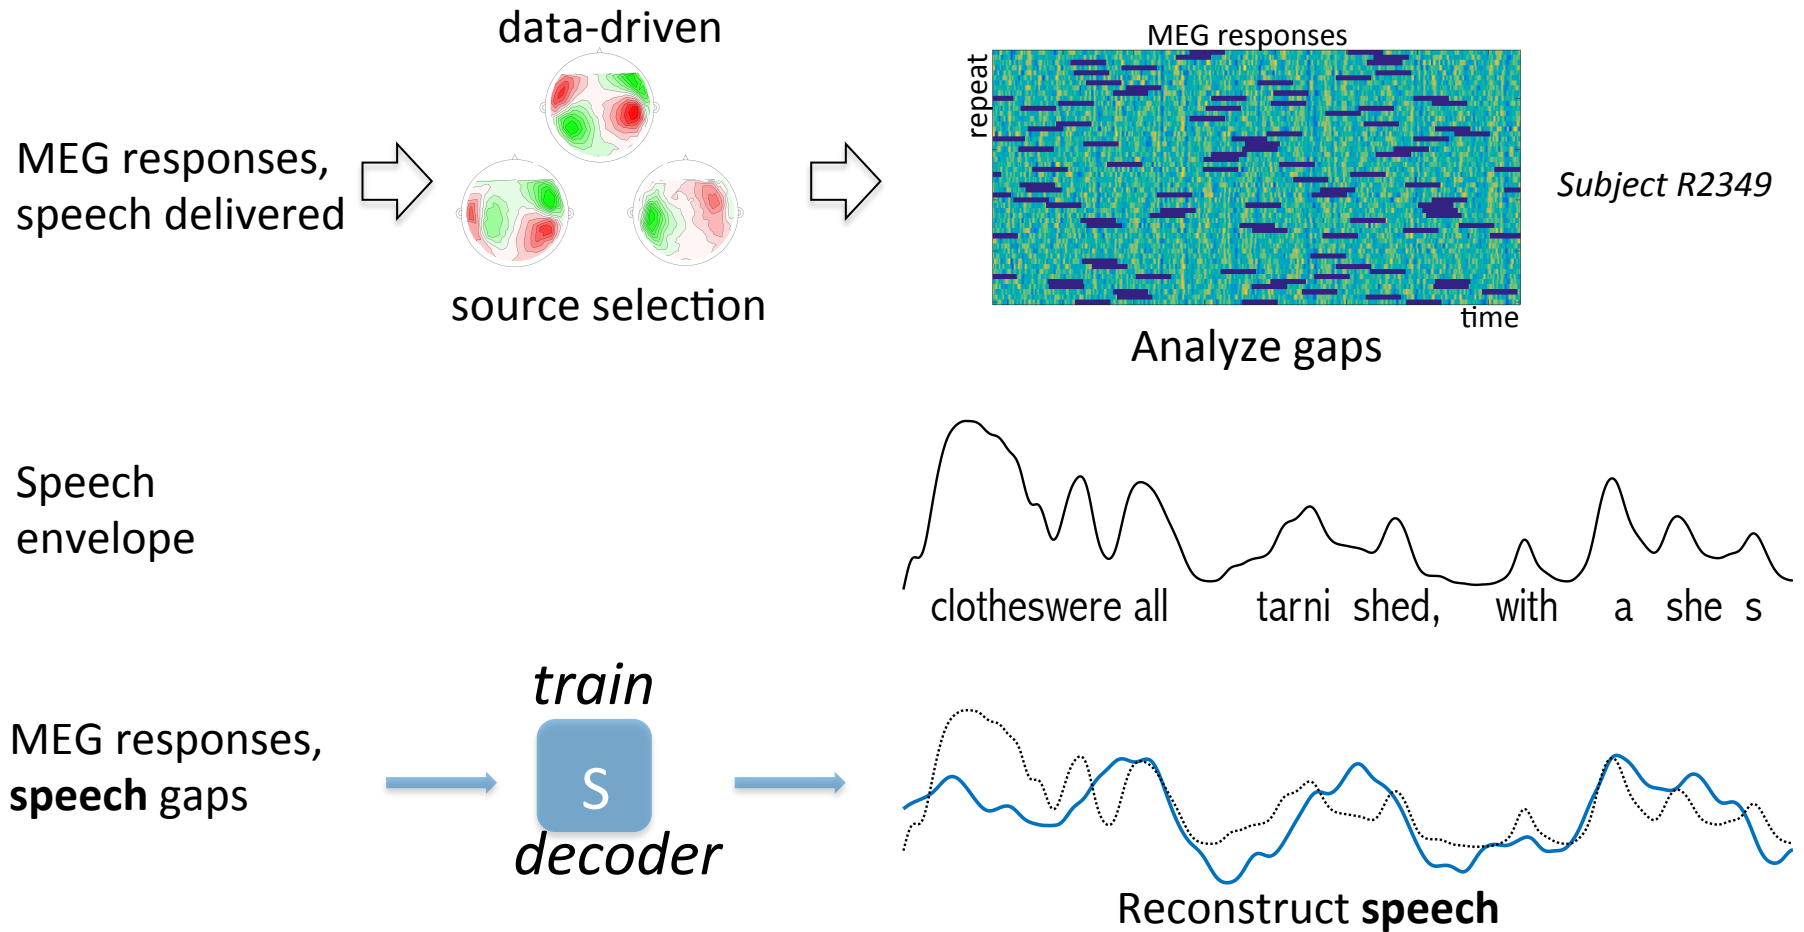 data-driven
MEG responses,
speech delivered
source selection
MEG responses
repeat
time
Analyze gaps
Subject R2349
Speech
envelope
clotheswere all tarni shed, with a she s
MEG responses,
speech gaps
train
S
decoder
Reconstruct speech